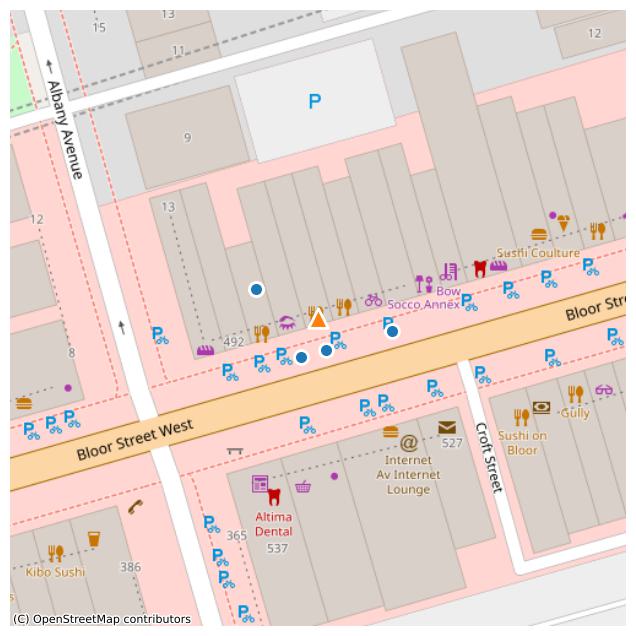 13
15
11
12
P
9
Albany Avenue
13
12
Sushi Coulture
Bow
Socco Annex
Bloor Stre
492
8
Bloor Street West
527
Gully
Sushi on
Bloor
Croft Street
Internet
Av Internet
Lounge
Altima
Dental
365
537
386
Kibo Sushi
s
(C) OpenStreetMap contributors